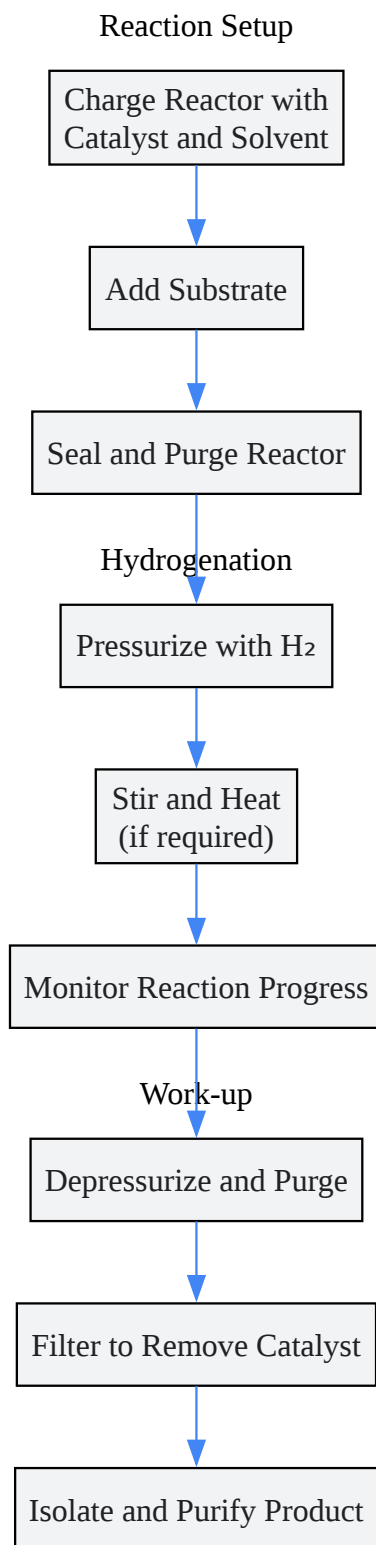 Reaction Setup
Charge Reactor with
Catalyst and Solvent
Add Substrate
Seal and Purge Reactor
Hydrogenation
Pressurize with H₂
Stir and Heat
(if required)
Monitor Reaction Progress
Work-up
Depressurize and Purge
Filter to Remove Catalyst
Isolate and Purify Product